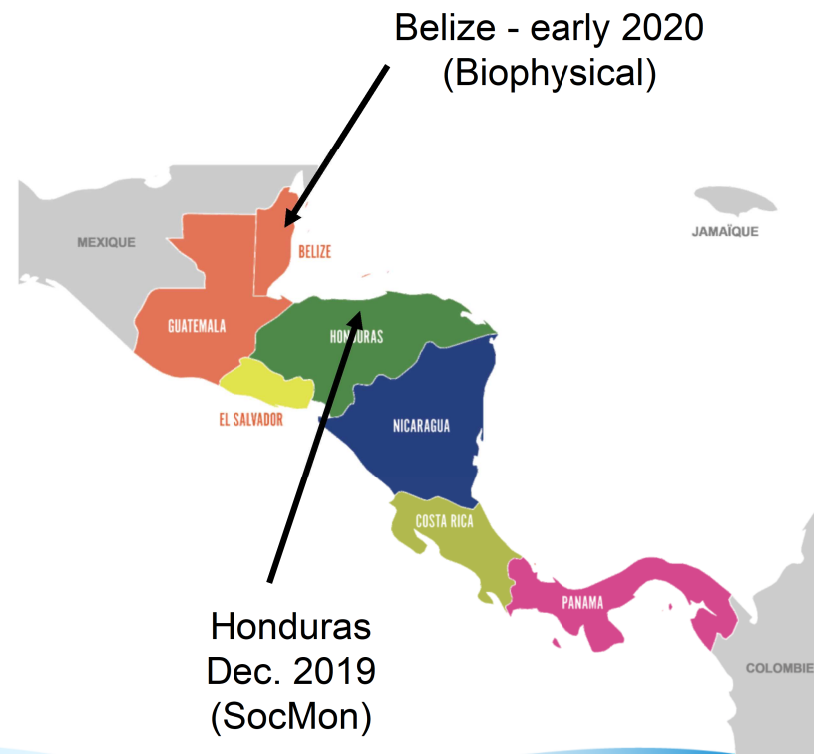 Belize - early 2020
(Biophysical)
MEXIQUE
JAMAÏQUE
BELIZE
GUATEMALA
HONDURAS
EL SALVADOR
NICARAGUA
COSTA RICA
PANAMA
Honduras
Dec. 2019
(SocMon)
COLOMBIE